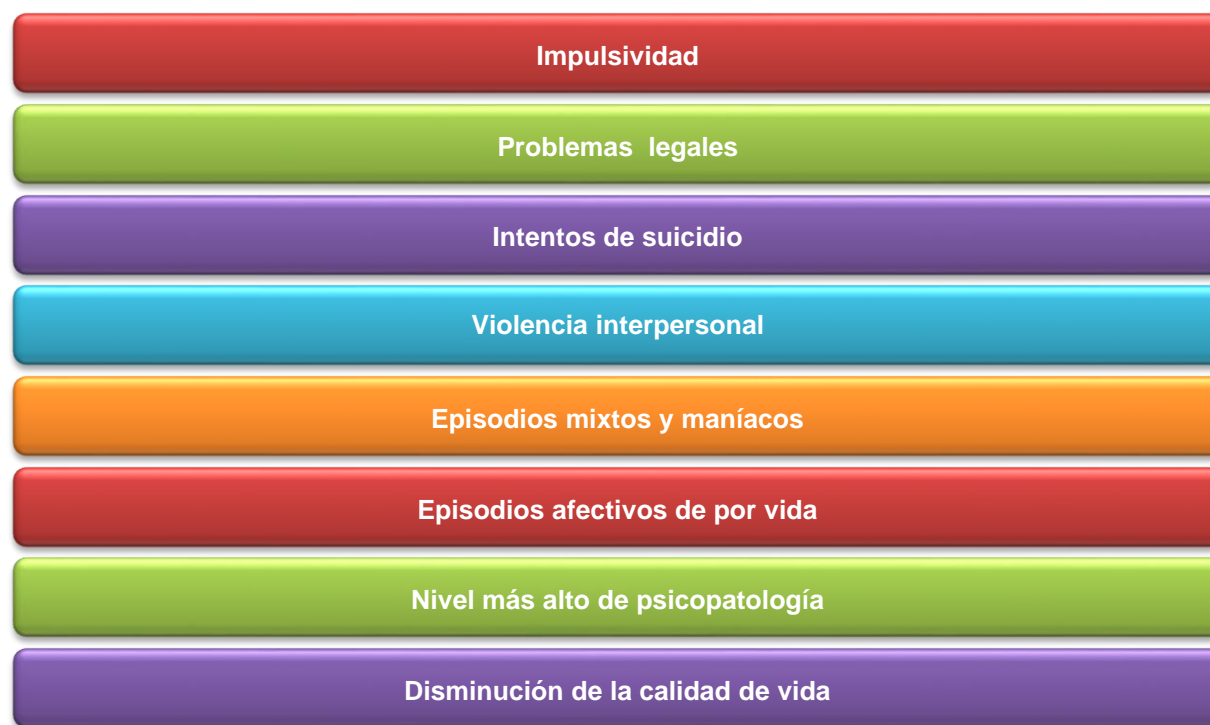 Impulsividad
Problemas legales
Intentos de suicidio
Violencia interpersonal
Episodios mixtos y maníacos
Episodios afectivos de por vida
Nivel más alto de psicopatología
Disminución de la calidad de vida